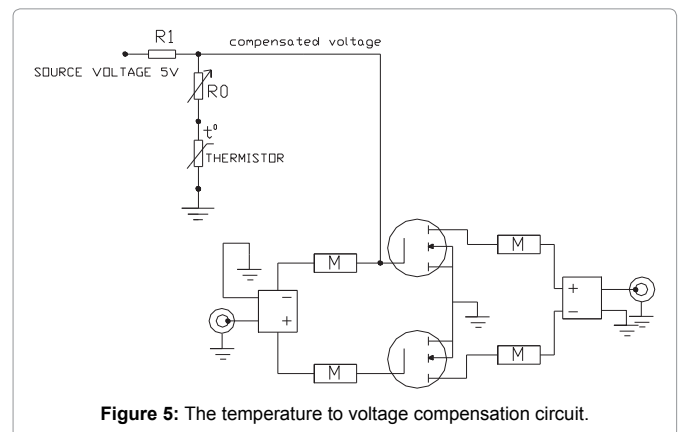 R1
compensated voltage
SOURCE VOLTAGE 5V
R0
t°
THERMISTOR
M
M
−
+
+
−
M
M
Figure 5: The temperature to voltage compensation circuit.